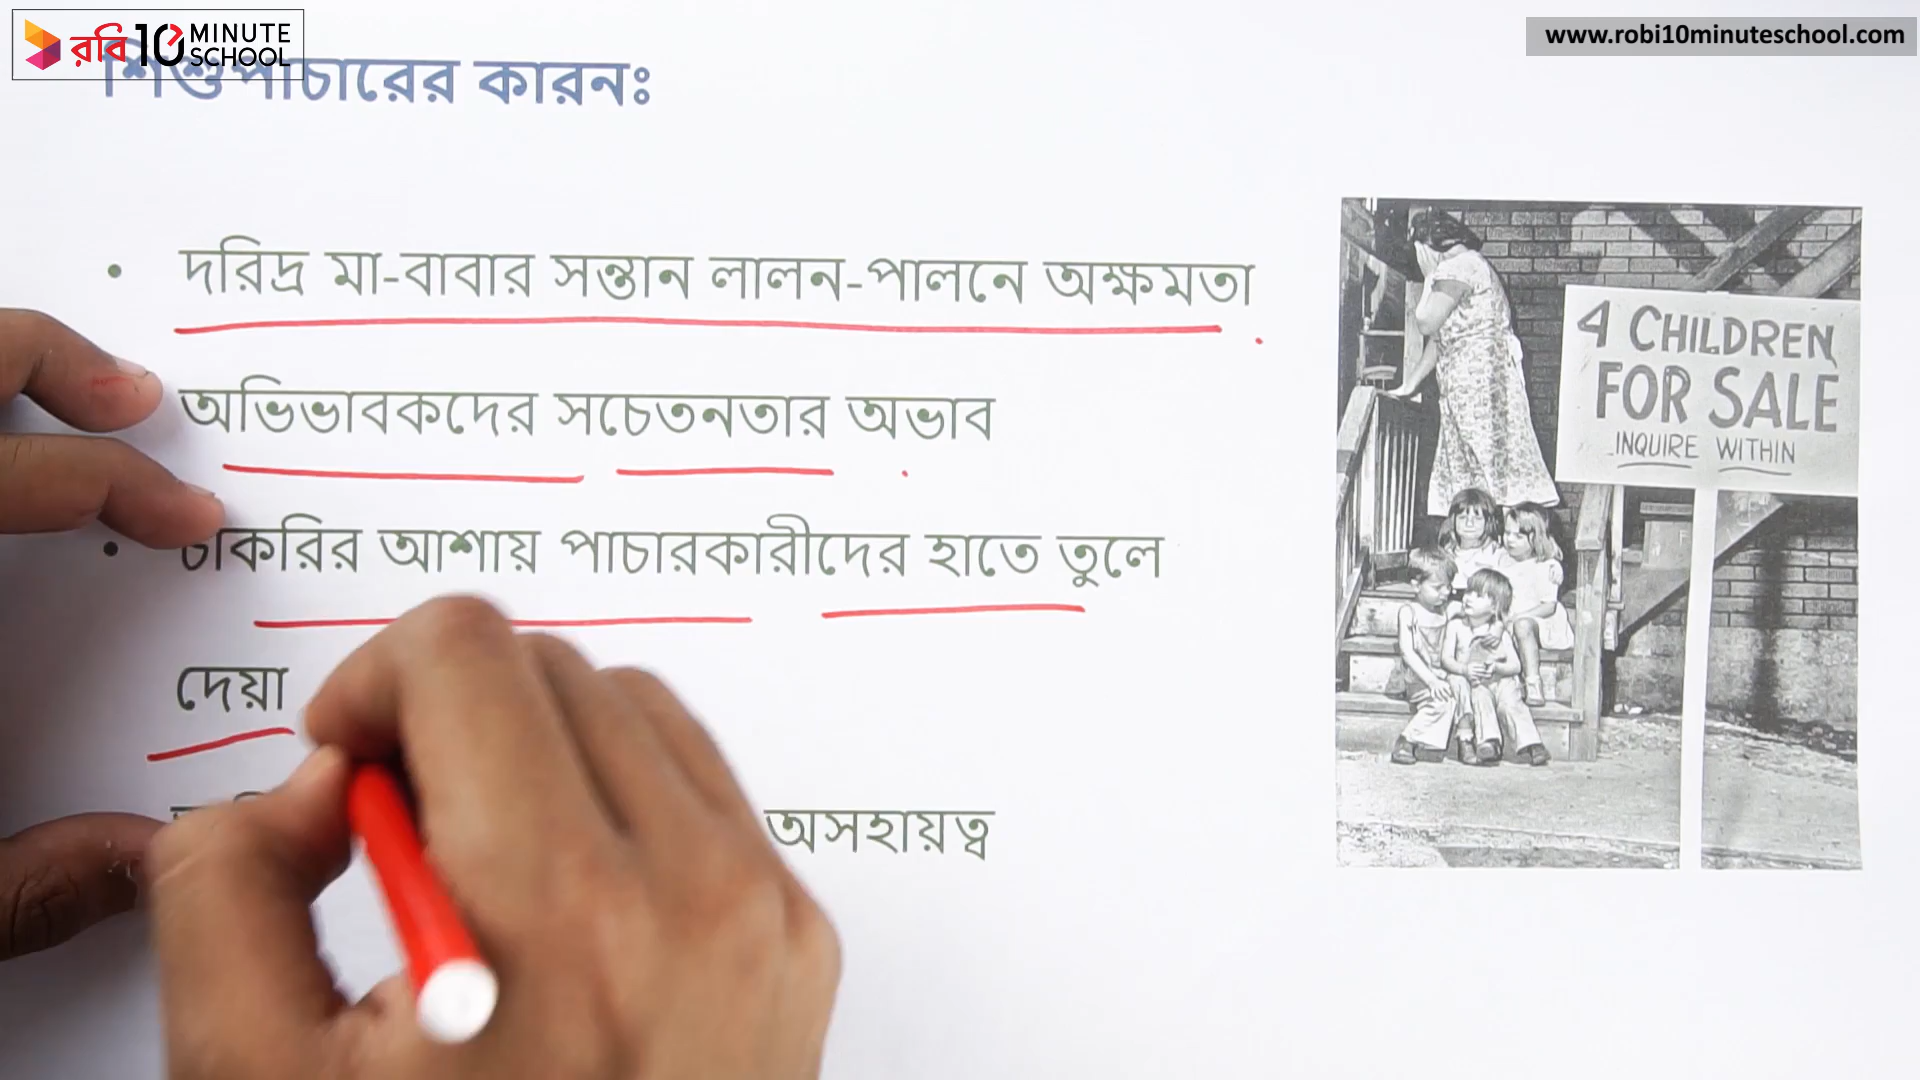 রবি 10 MINUTE SCHOOL
www.robi10minuteschool.com
শিশুপাচারের কারনঃ
• দরিদ্র মা-বাবার সন্তান লালন-পালনে অক্ষমতা
অভিভাবকদের সচেতনতার অভাব
• চাকরির আশায় পাচারকারীদের হাতে তুলে
দেয়া
অসহায়ত্ব
4 CHILDREN
FOR SALE
INQUIRE WITHIN